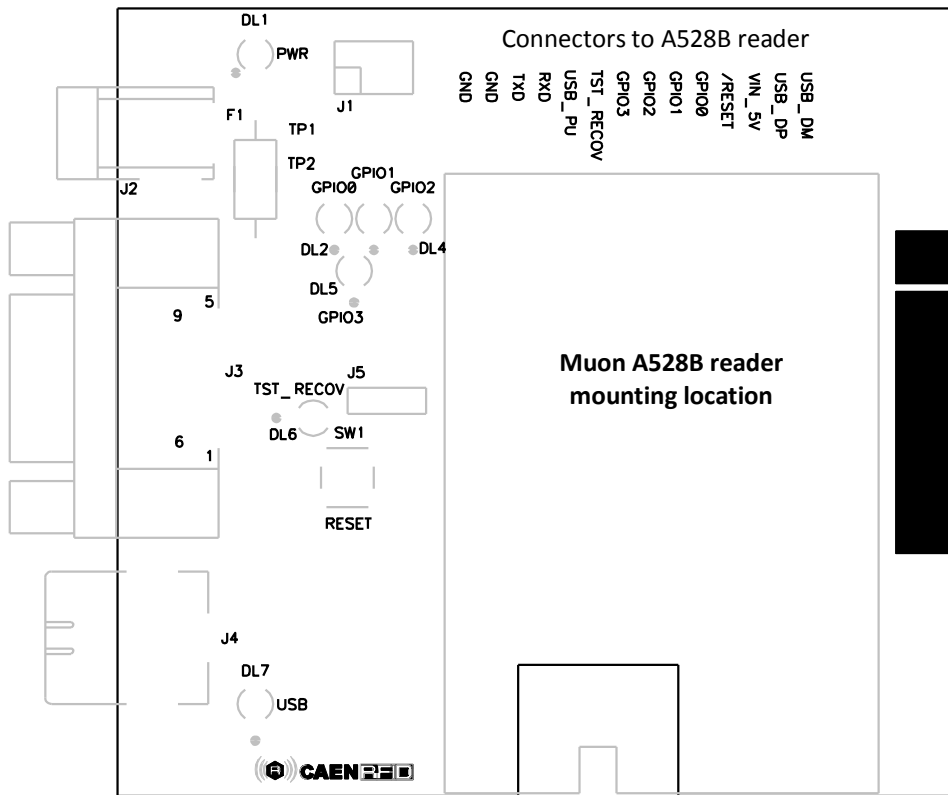 DL1
PWR
Connectors to A528B reader
GND
GND
TXD
RXD
USB_PU
TST_RECOV
GPIO3
GPIO2
GPIO1
GPIO0
/RESET
VIN_5V
USB_DP
USB_DM
J1
F1
TP1
TP2
J2
GPIO1
GPIO0
GPIO2
DL2
DL4
DL5
GPIO3
5
9
J3
J5
TST_RECOV
DL6
SW1
6
1
RESET
Muon A528B reader
mounting location
J4
DL7
USB
CAEN RFID